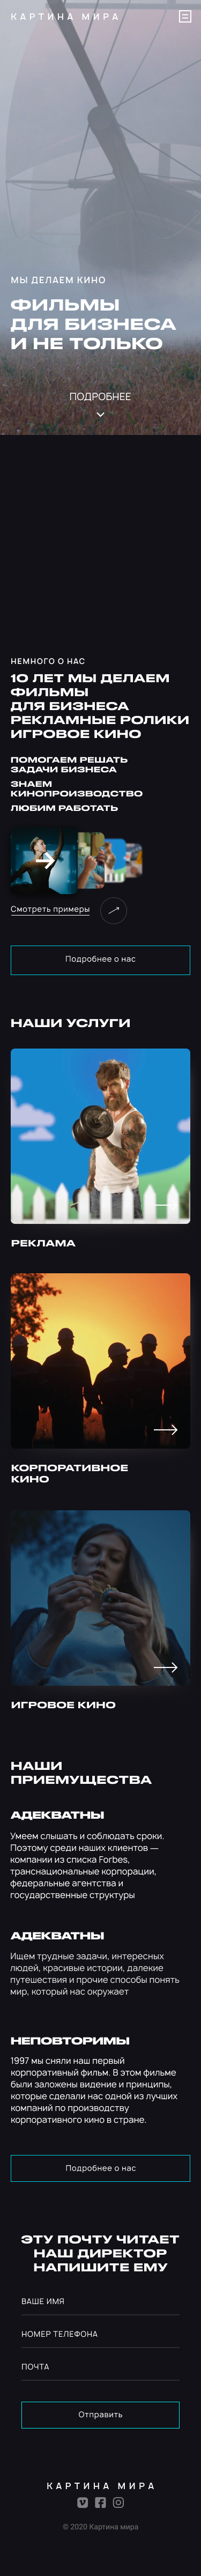 КАРТИНА МИРА
МЫ ДЕЛАЕМ КИНО
ФИЛЬМЫ
ДЛЯ БИЗНЕСА
И НЕ ТОЛЬКО
ПОДРОБНЕЕ
НЕМНОГО О НАС
10 ЛЕТ МЫ ДЕЛАЕМ
ФИЛЬМЫ
ДЛЯ БИЗНЕСА
РЕКЛАМНЫЕ РОЛИКИ
ИГРОВОЕ КИНО
ПОМОГАЕМ РЕШАТЬ
ЗАДАЧИ БИЗНЕСА
ЗНАЕМ
КИНОПРОИЗВОДСТВО
ЛЮБИМ РАБОТАТЬ
Смотреть примеры
Подробнее о нас
НАШИ УСЛУГИ
РЕКЛАМА
КОРПОРАТИВНОЕ
КИНО
ИГРОВОЕ КИНО
НАШИ
ПРИЕМУЩЕСТВА
АДЕКВАТНЫ
Умеем слышать и соблюдать сроки.
Поэтому среди наших клиентов —
компании из списка Forbes,
транснациональные корпорации,
федеральные агентства и
государственные структуры
АДЕКВАТНЫ
Ищем трудные задачи, интересных
людей, красивые истории, далекие
путешествия и прочие способы понять
мир, который нас окружает
НЕПОВТОРИМЫ
1997 мы сняли наш первый
корпоративный фильм. В этом фильме
были заложены видение и принципы,
которые сделали нас одной из лучших
компаний по производству
корпоративного кино в стране.
Подробнее о нас
ЭТУ ПОЧТУ ЧИТАЕТ
НАШ ДИРЕКТОР
НАПИШИТЕ ЕМУ
ВАШЕ ИМЯ
НОМЕР ТЕЛЕФОНА
ПОЧТА
Отправить
КАРТИНА МИРА
© 2020 Картина мира